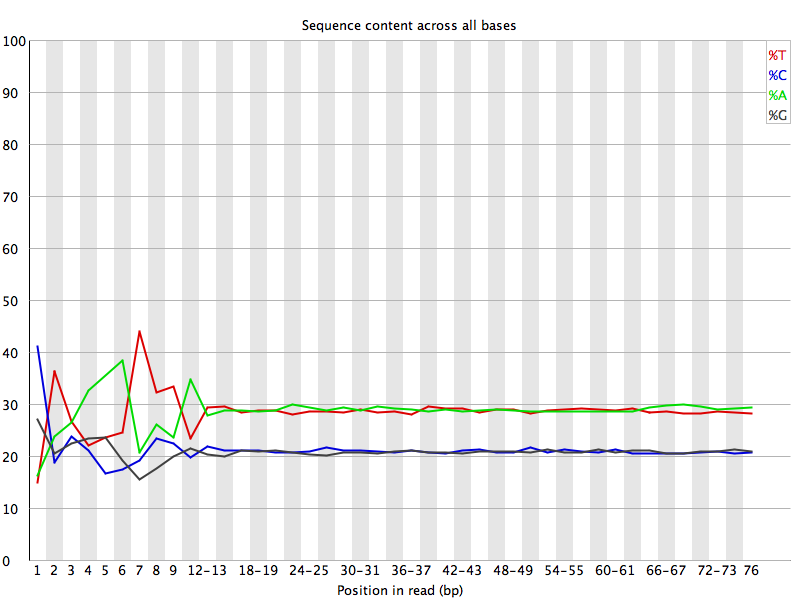 Sequence content across all bases
100
%T
%C
90
%A
%G
80
70
60
50
40
30
20
10
0
1 2 3 4 5 6 7 8 9 12-13 18-19 24-25 30-31 36-37 42-43 48-49 54-55 60-61 66-67 72-73 76
Position in read (bp)